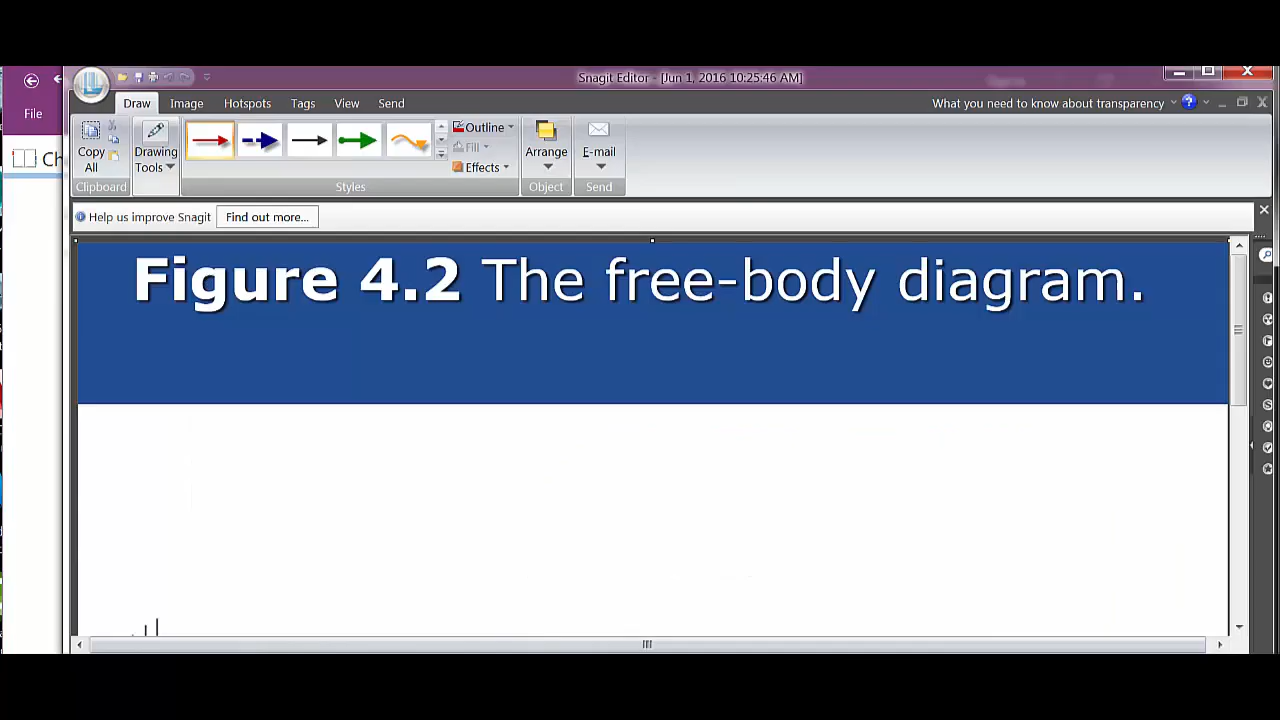 Snagit Editor - [Jun 1, 2016 10:25:46 AM]
File
Draw Image Hotspots Tags View Send
What you need to know about transparency
Ch
Copy All
Drawing Tools
Outline
Fill
Effects
Arrange
E-mail
Clipboard
Styles
Object
Send
Help us improve Snagit
Find out more...
Figure 4.2 The free-body diagram.